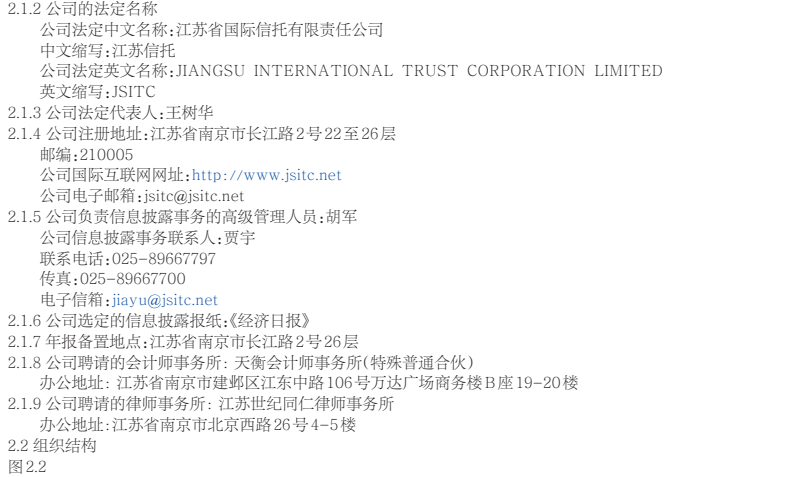 2.1.2 公司的法定名称
公司法定中文名称:江苏省国际信托有限责任公司
中文缩写:江苏信托
公司法定英文名称:JIANGSU INTERNATIONAL TRUST CORPORATION LIMITED
英文缩写:JSITC
2.1.3 公司法定代表人:王树华
2.1.4 公司注册地址:江苏省南京市长江路2号22至26层
邮编:210005
公司国际互联网网址:http://www.jsitc.net
公司电子邮箱:jsitc@jsitc.net
2.1.5 公司负责信息披露事务的高级管理人员:胡军
公司信息披露事务联系人:贾宇
联系电话:025-89667797
传真:025-89667700
电子信箱:jiayu@jsitc.net
2.1.6 公司选定的信息披露报纸:《经济日报》
2.1.7 年报备置地点:江苏省南京市长江路2号26层
2.1.8 公司聘请的会计师事务所: 天衡会计师事务所(特殊普通合伙)
办公地址: 江苏省南京市建邺区江东中路106号万达广场商务楼B座19-20楼
2.1.9 公司聘请的律师事务所: 江苏世纪同仁律师事务所
办公地址:江苏省南京市北京西路26号4-5楼
2.2 组织结构
图2.2